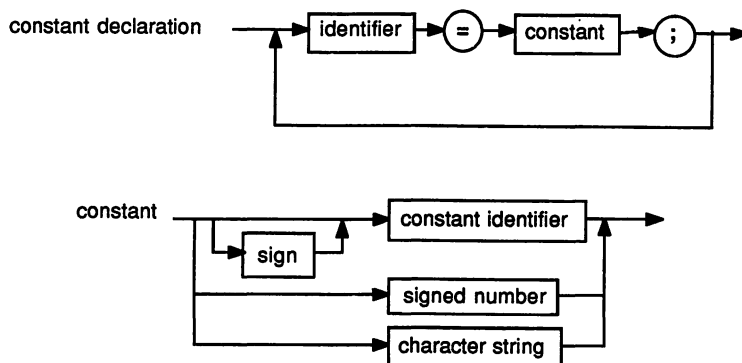 constant declaration identifier = constant ;
constant constant identifier
sign
signed number
character string